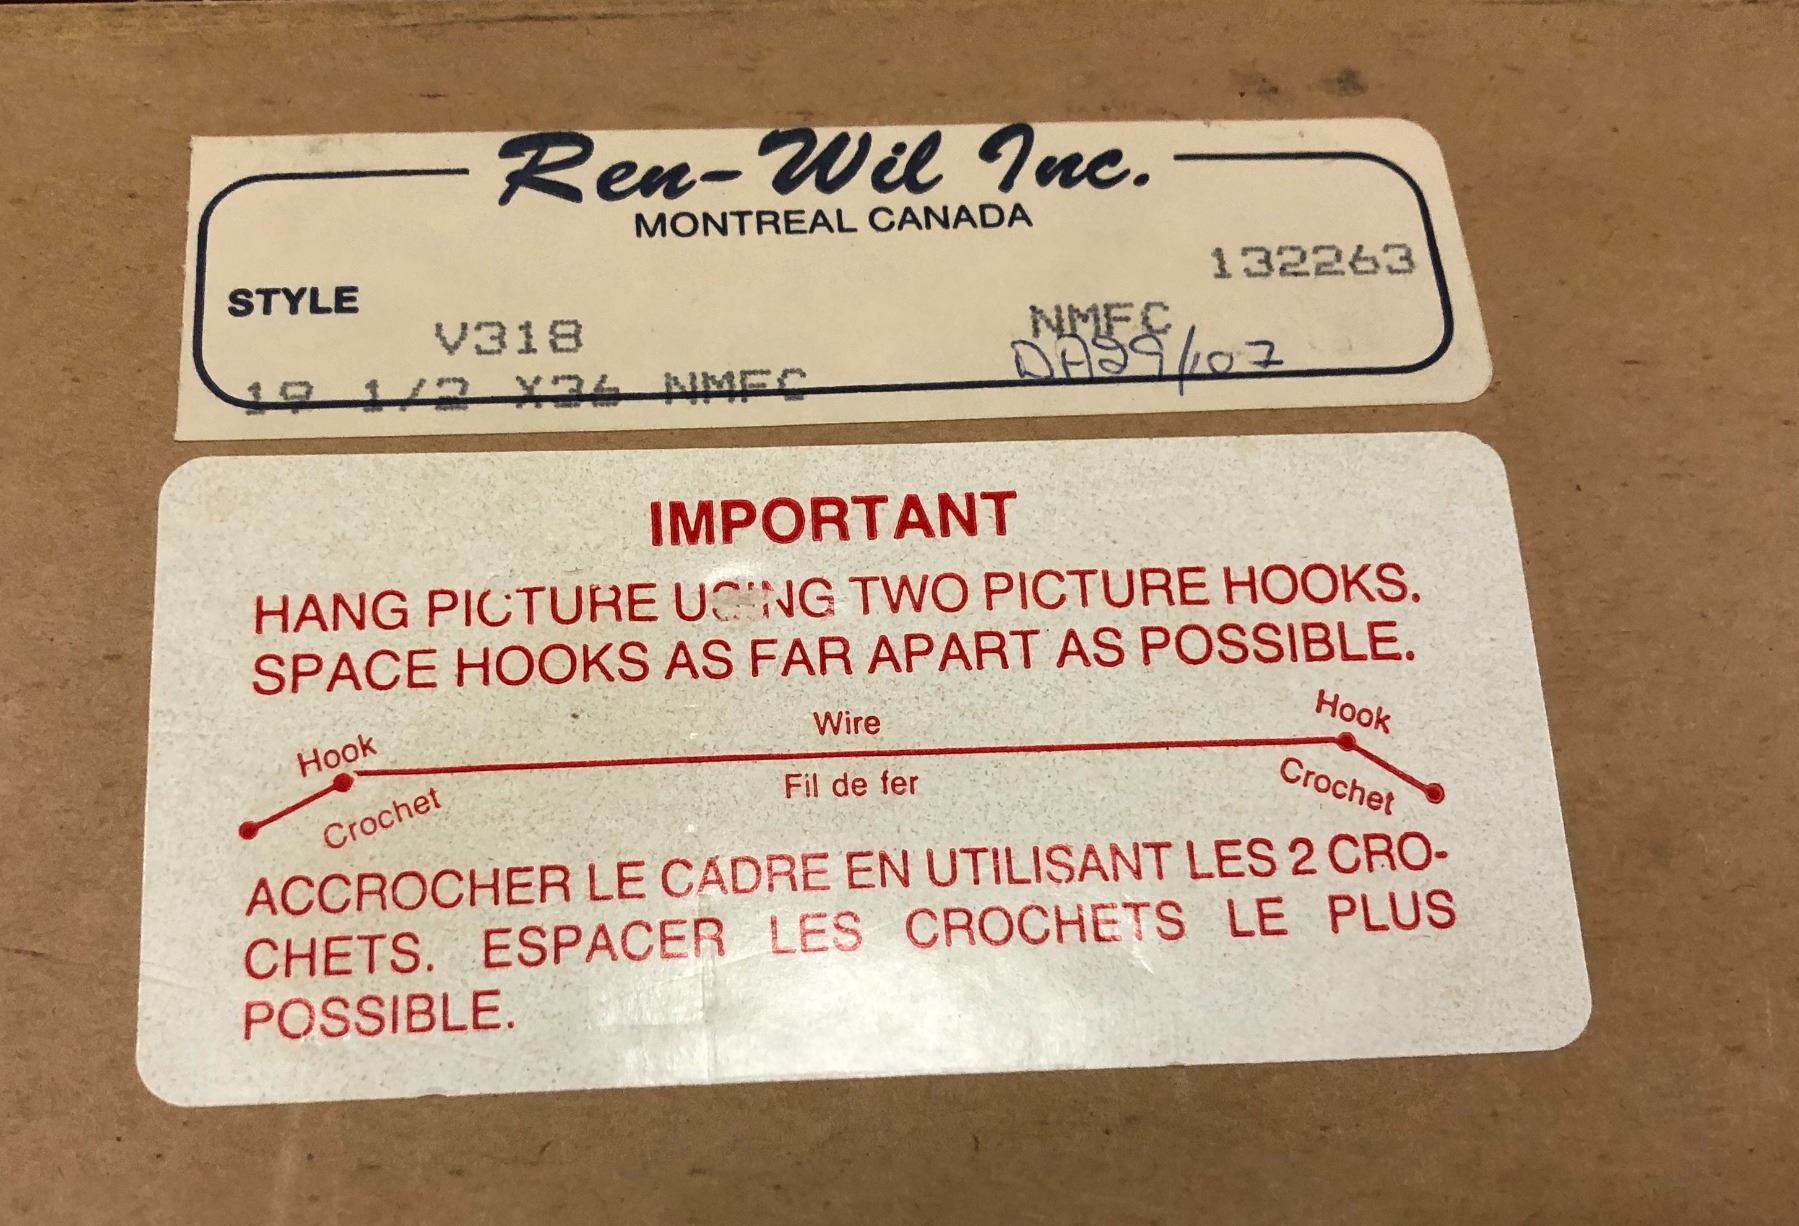 Ren-Wil Inc.
MONTREAL CANADA
132263
STYLE
V318
NMFC
DA29/107
19 1/2 X36 NMFC
IMPORTANT
HANG PICTURE USING TWO PICTURE HOOKS.
SPACE HOOKS AS FAR APART AS POSSIBLE.
Hook
Wire
Hook
Crochet
Fil de fer
Crochet
ACCROCHER LE CADRE EN UTILISANT LES 2 CRO-
CHETS. ESPACER LES CROCHETS LE PLUS
POSSIBLE.